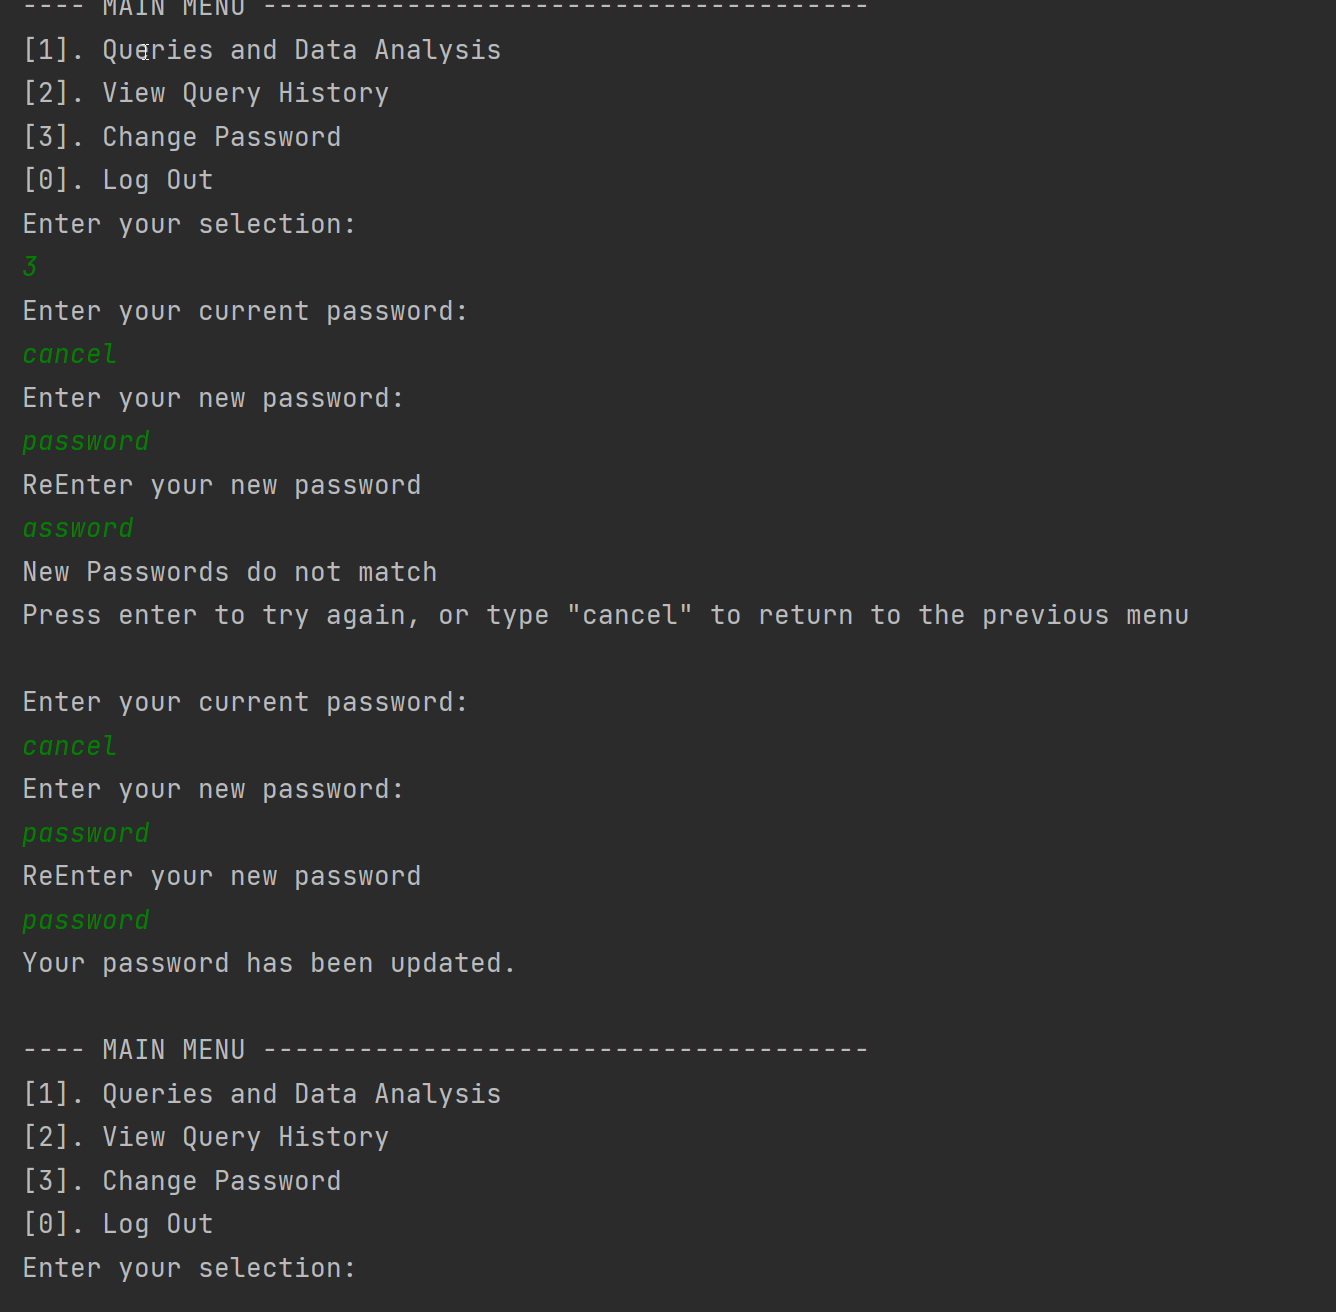 ---- MAIN MENU --------------------------------------
[1]. Queries and Data Analysis
[2]. View Query History
[3]. Change Password
[0]. Log Out
Enter your selection:
3
Enter your current password:
cancel
Enter your new password:
password
ReEnter your new password
assword
New Passwords do not match
Press enter to try again, or type "cancel" to return to the previous menu
Enter your current password:
cancel
Enter your new password:
password
ReEnter your new password
password
Your password has been updated.
---- MAIN MENU --------------------------------------
[1]. Queries and Data Analysis
[2]. View Query History
[3]. Change Password
[0]. Log Out
Enter your selection: